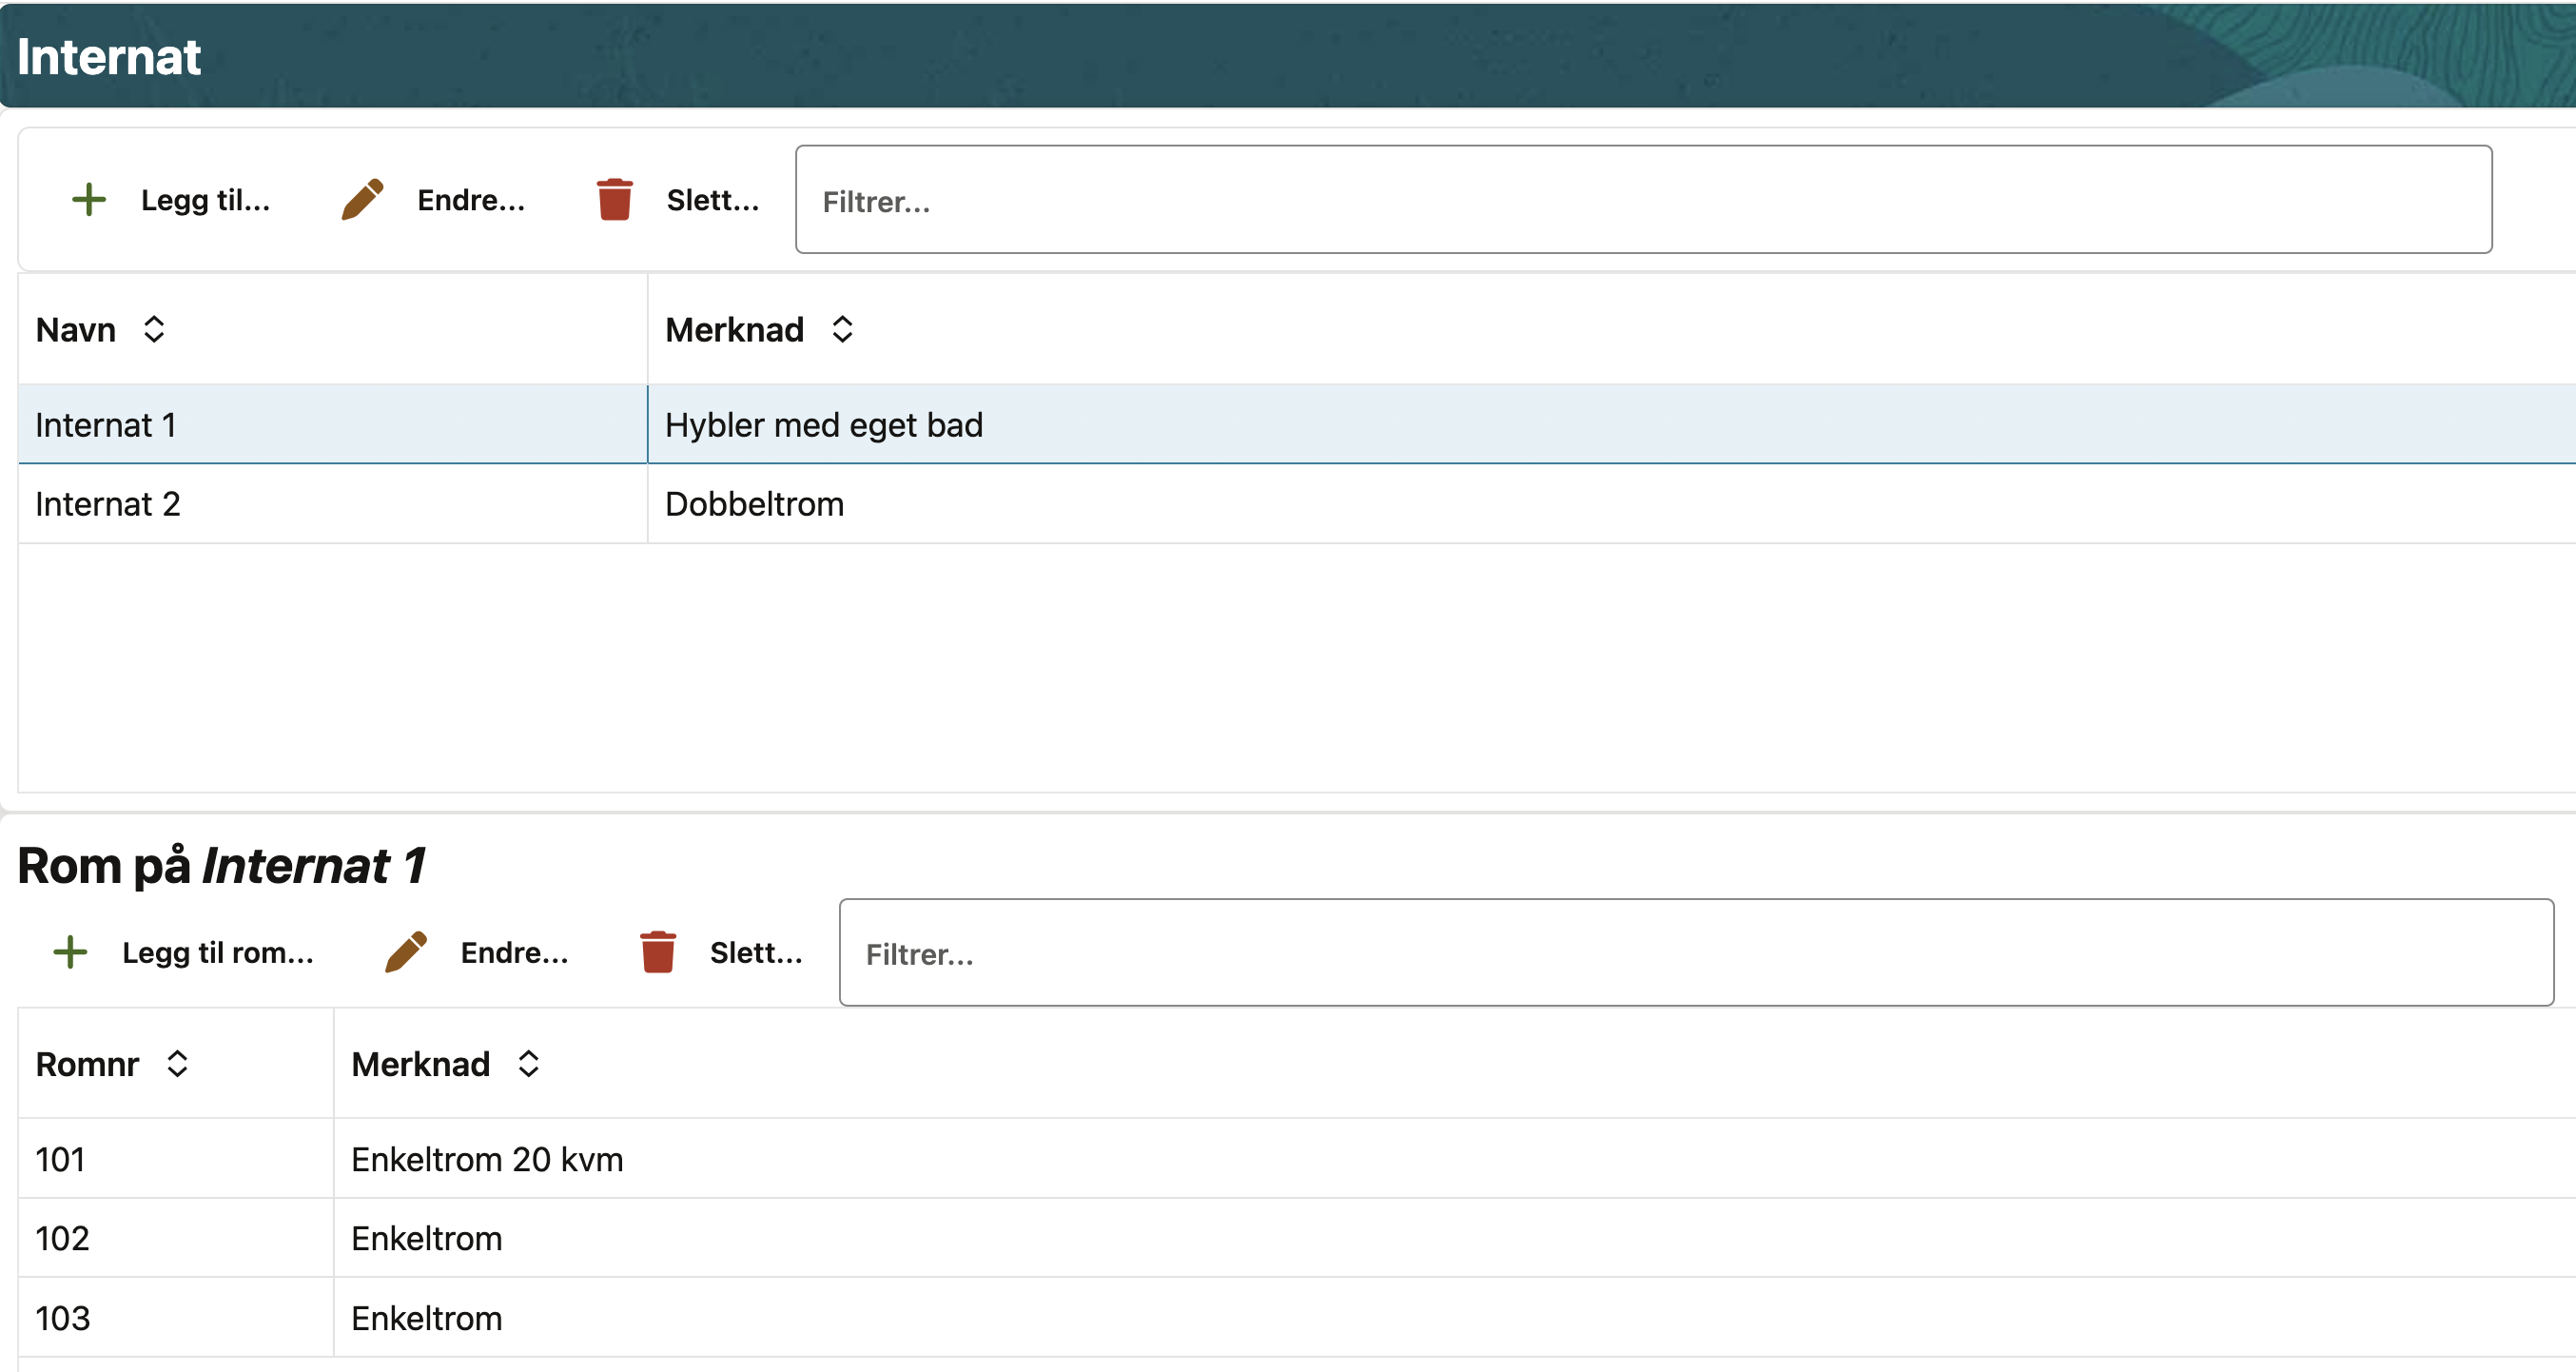 Internat
Legg til... Endre... Slett... Filtrer...
Navn Merknad
Internat 1 Hybler med eget bad
Internat 2 Dobbeltrom
Rom på Internat 1
Legg til rom... Endre... Slett... Filtrer...
Romnr Merknad
101 Enkeltrom 20 kvm
102 Enkeltrom
103 Enkeltrom